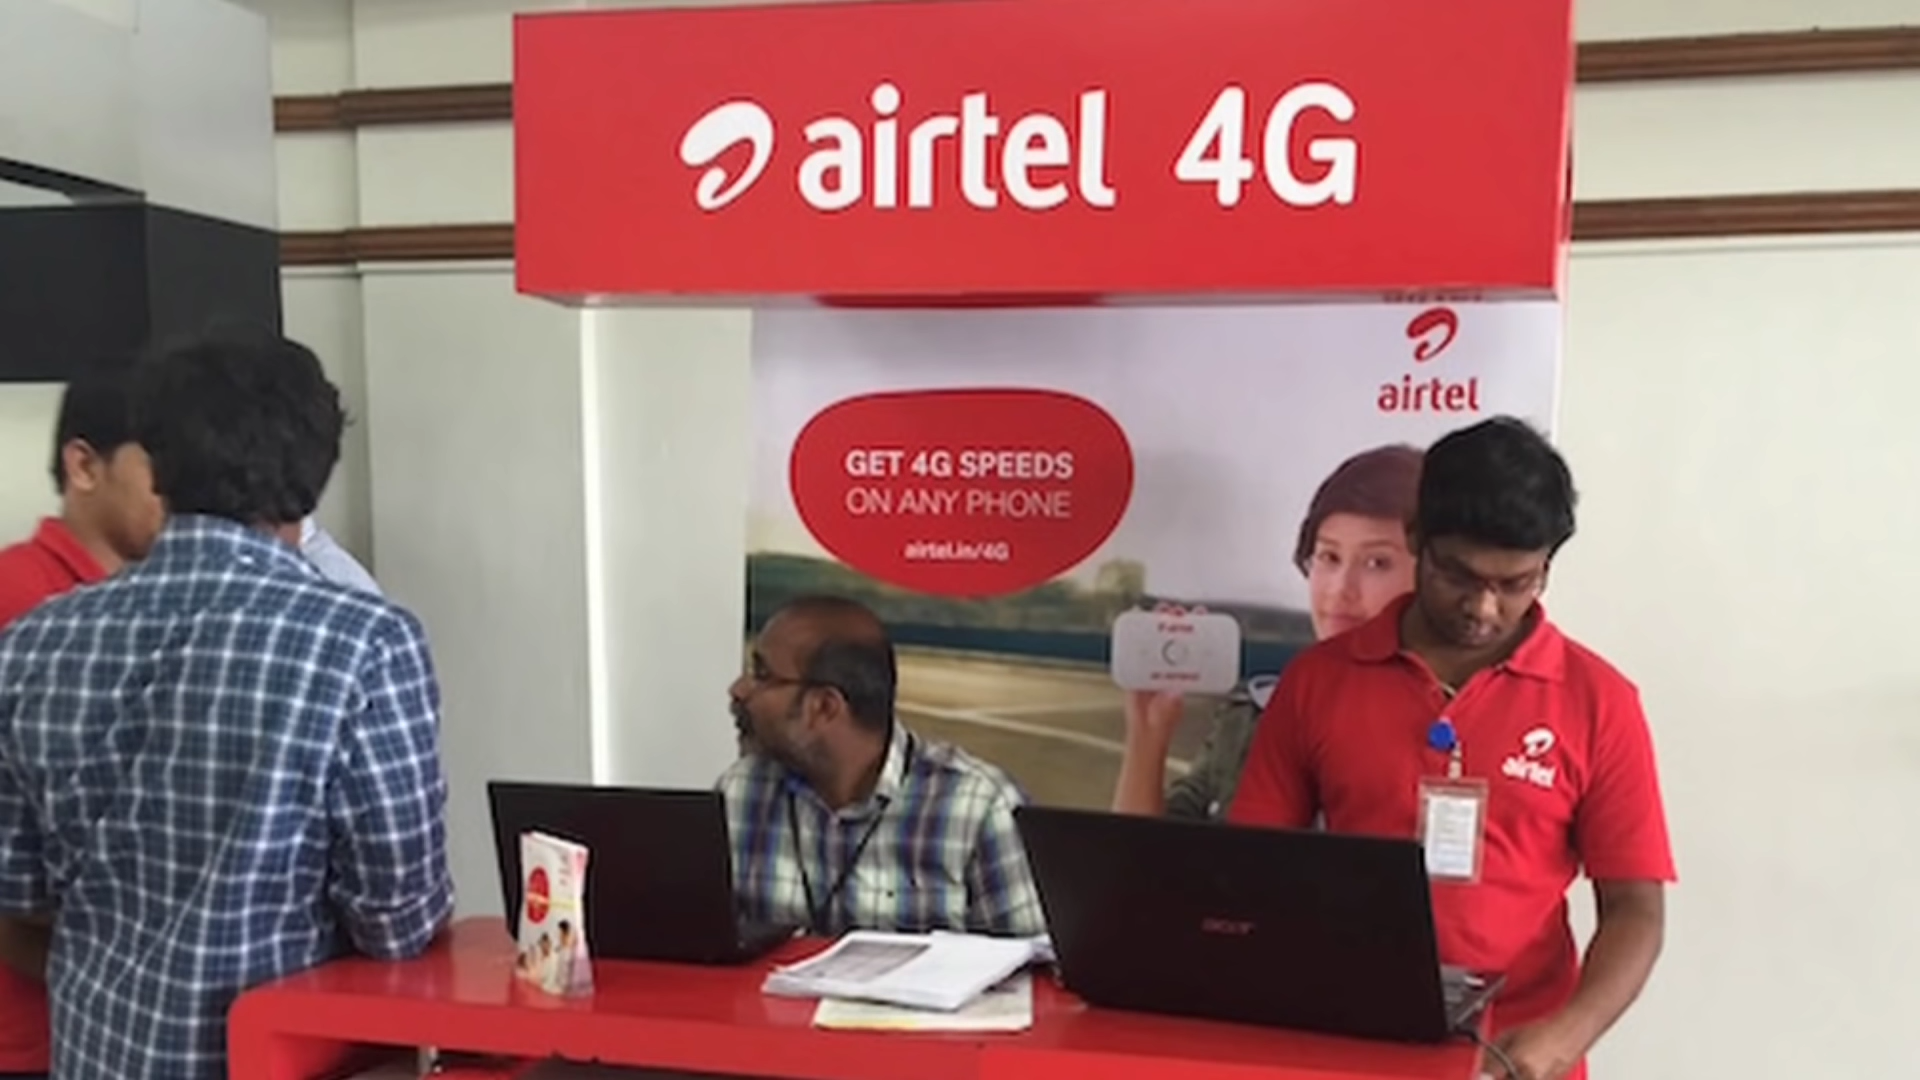 airtel 4G
airtel
GET 4G SPEEDS
ON ANY PHONE
airtel.in/4G
airtel
acer